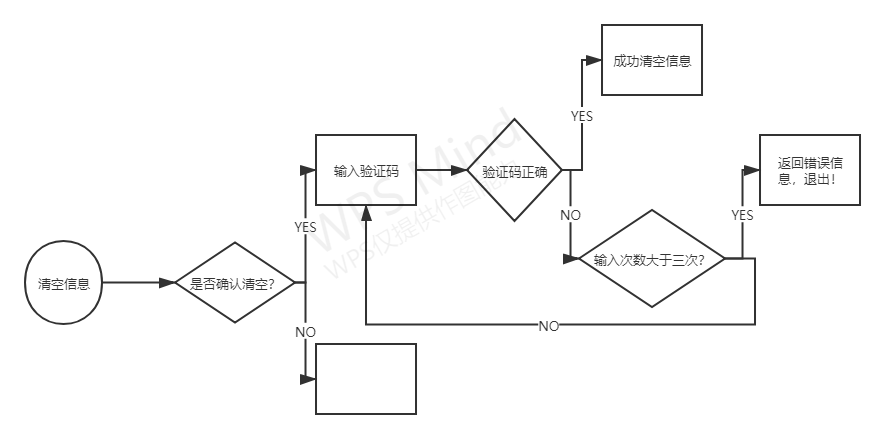 成功清空信息
YES
输入验证码
验证码正确
返回错误信
息，退出！
YES
NO
YES
清空信息
是否确认清空？
输入次数大于三次？
NO
NO
WPS Mind
WPS仅提供作图功能